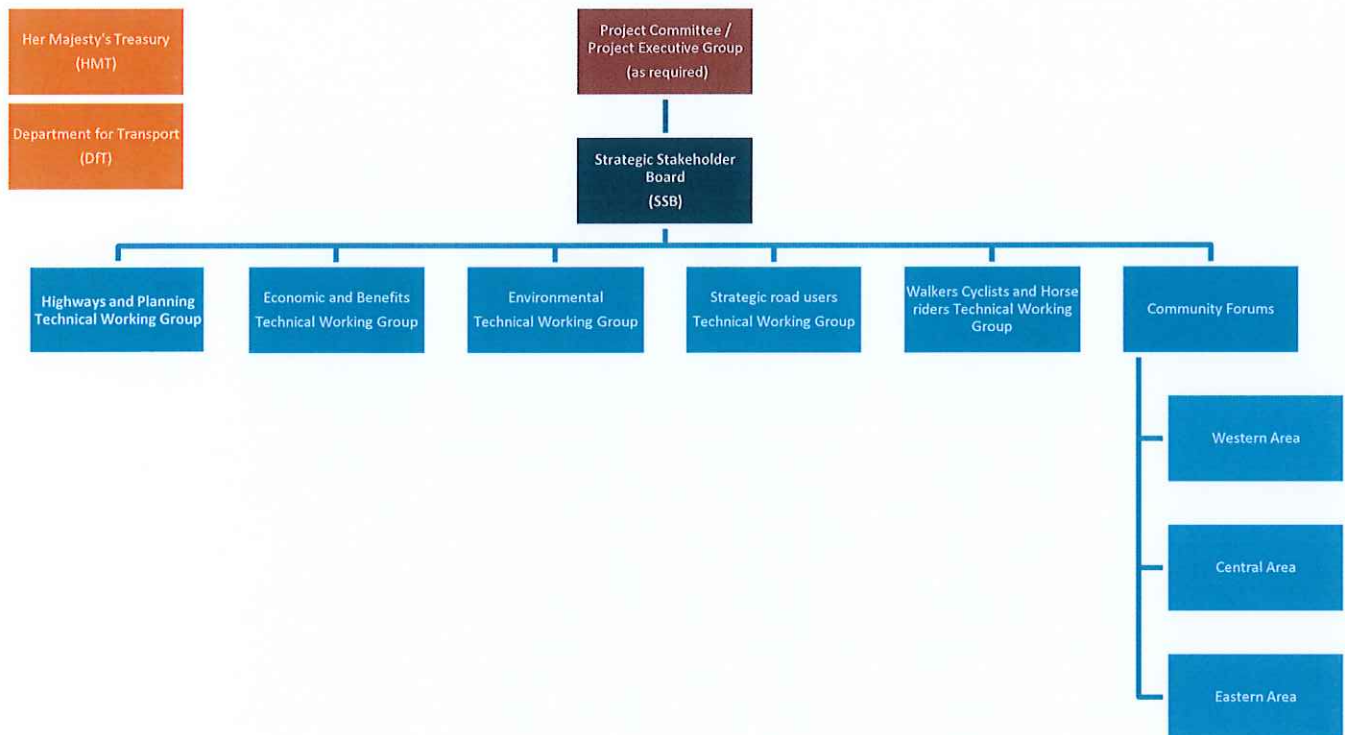 Her Majesty's Treasury
(HMT)
Department for Transport
(DfT)
Project Committee /
Project Executive Group
(as required)
Strategic Stakeholder
Board
(SSB)
Highways and Planning
Technical Working Group
Economic and Benefits
Technical Working Group
Environmental
Technical Working Group
Strategic road users
Technical Working Group
Walkers Cyclists and Horse
riders Technical Working
Group
Community Forums
Western Area
Central Area
Eastern Area